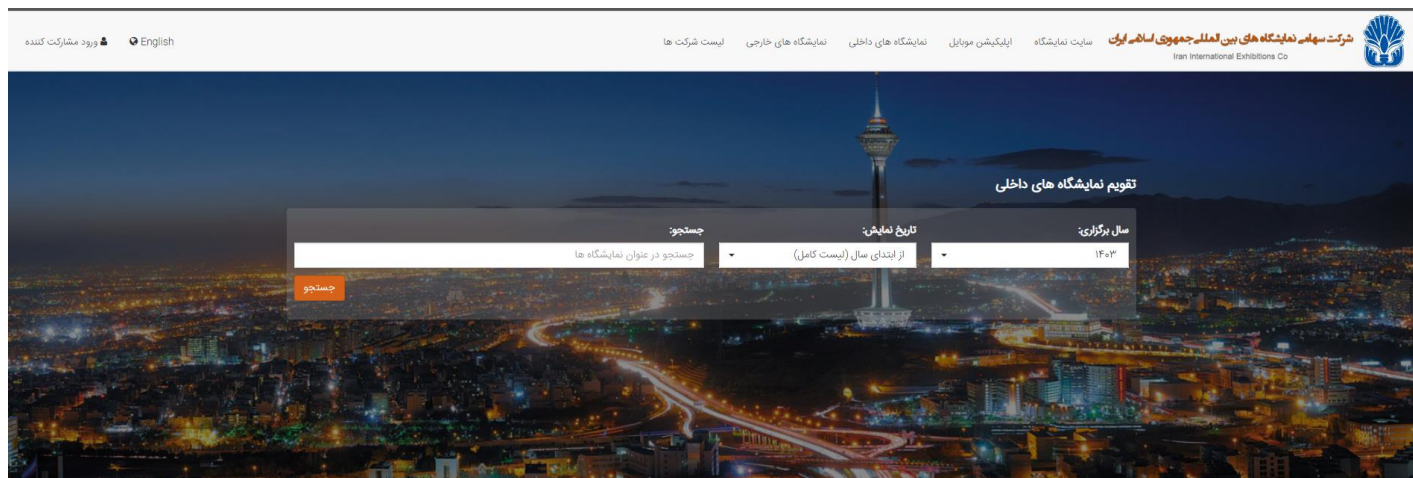 شرکت سهامی نمایشگاه های بین المللی جمهوری اسلامی ایران
Iran International Exhibitions Co
سایت نمایشگاه
اپلیکیشن موبایل
نمایشگاه های داخلی
نمایشگاه های خارجی
لیست شرکت ها
English
ورود مشارکت کننده
تقویم نمایشگاه های داخلی
سال برگزاری:
تاریخ نمایش:
جستجو:
۱۴۰۳
از ابتدای سال (لیست کامل)
جستجو در عنوان نمایشگاه ها
جستجو